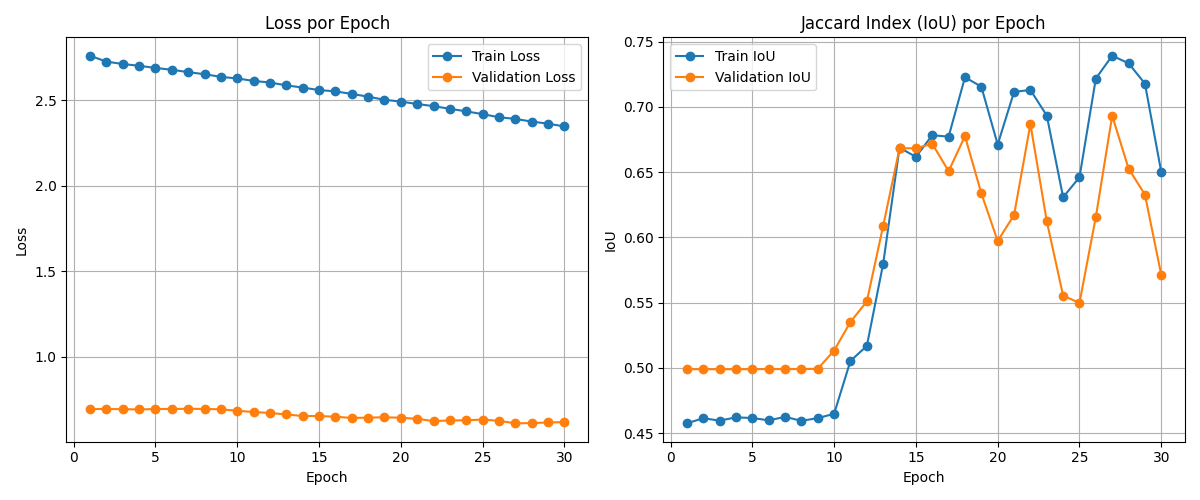 Loss por Epoch
Train Loss
Validation Loss
2.5
2.0
1.5
1.0
Loss
0 5 10 15 20 25 30
Epoch
Jaccard Index (IoU) por Epoch
Train IoU
Validation IoU
0.75
0.70
0.65
0.60
0.55
0.50
0.45
IoU
0 5 10 15 20 25 30
Epoch